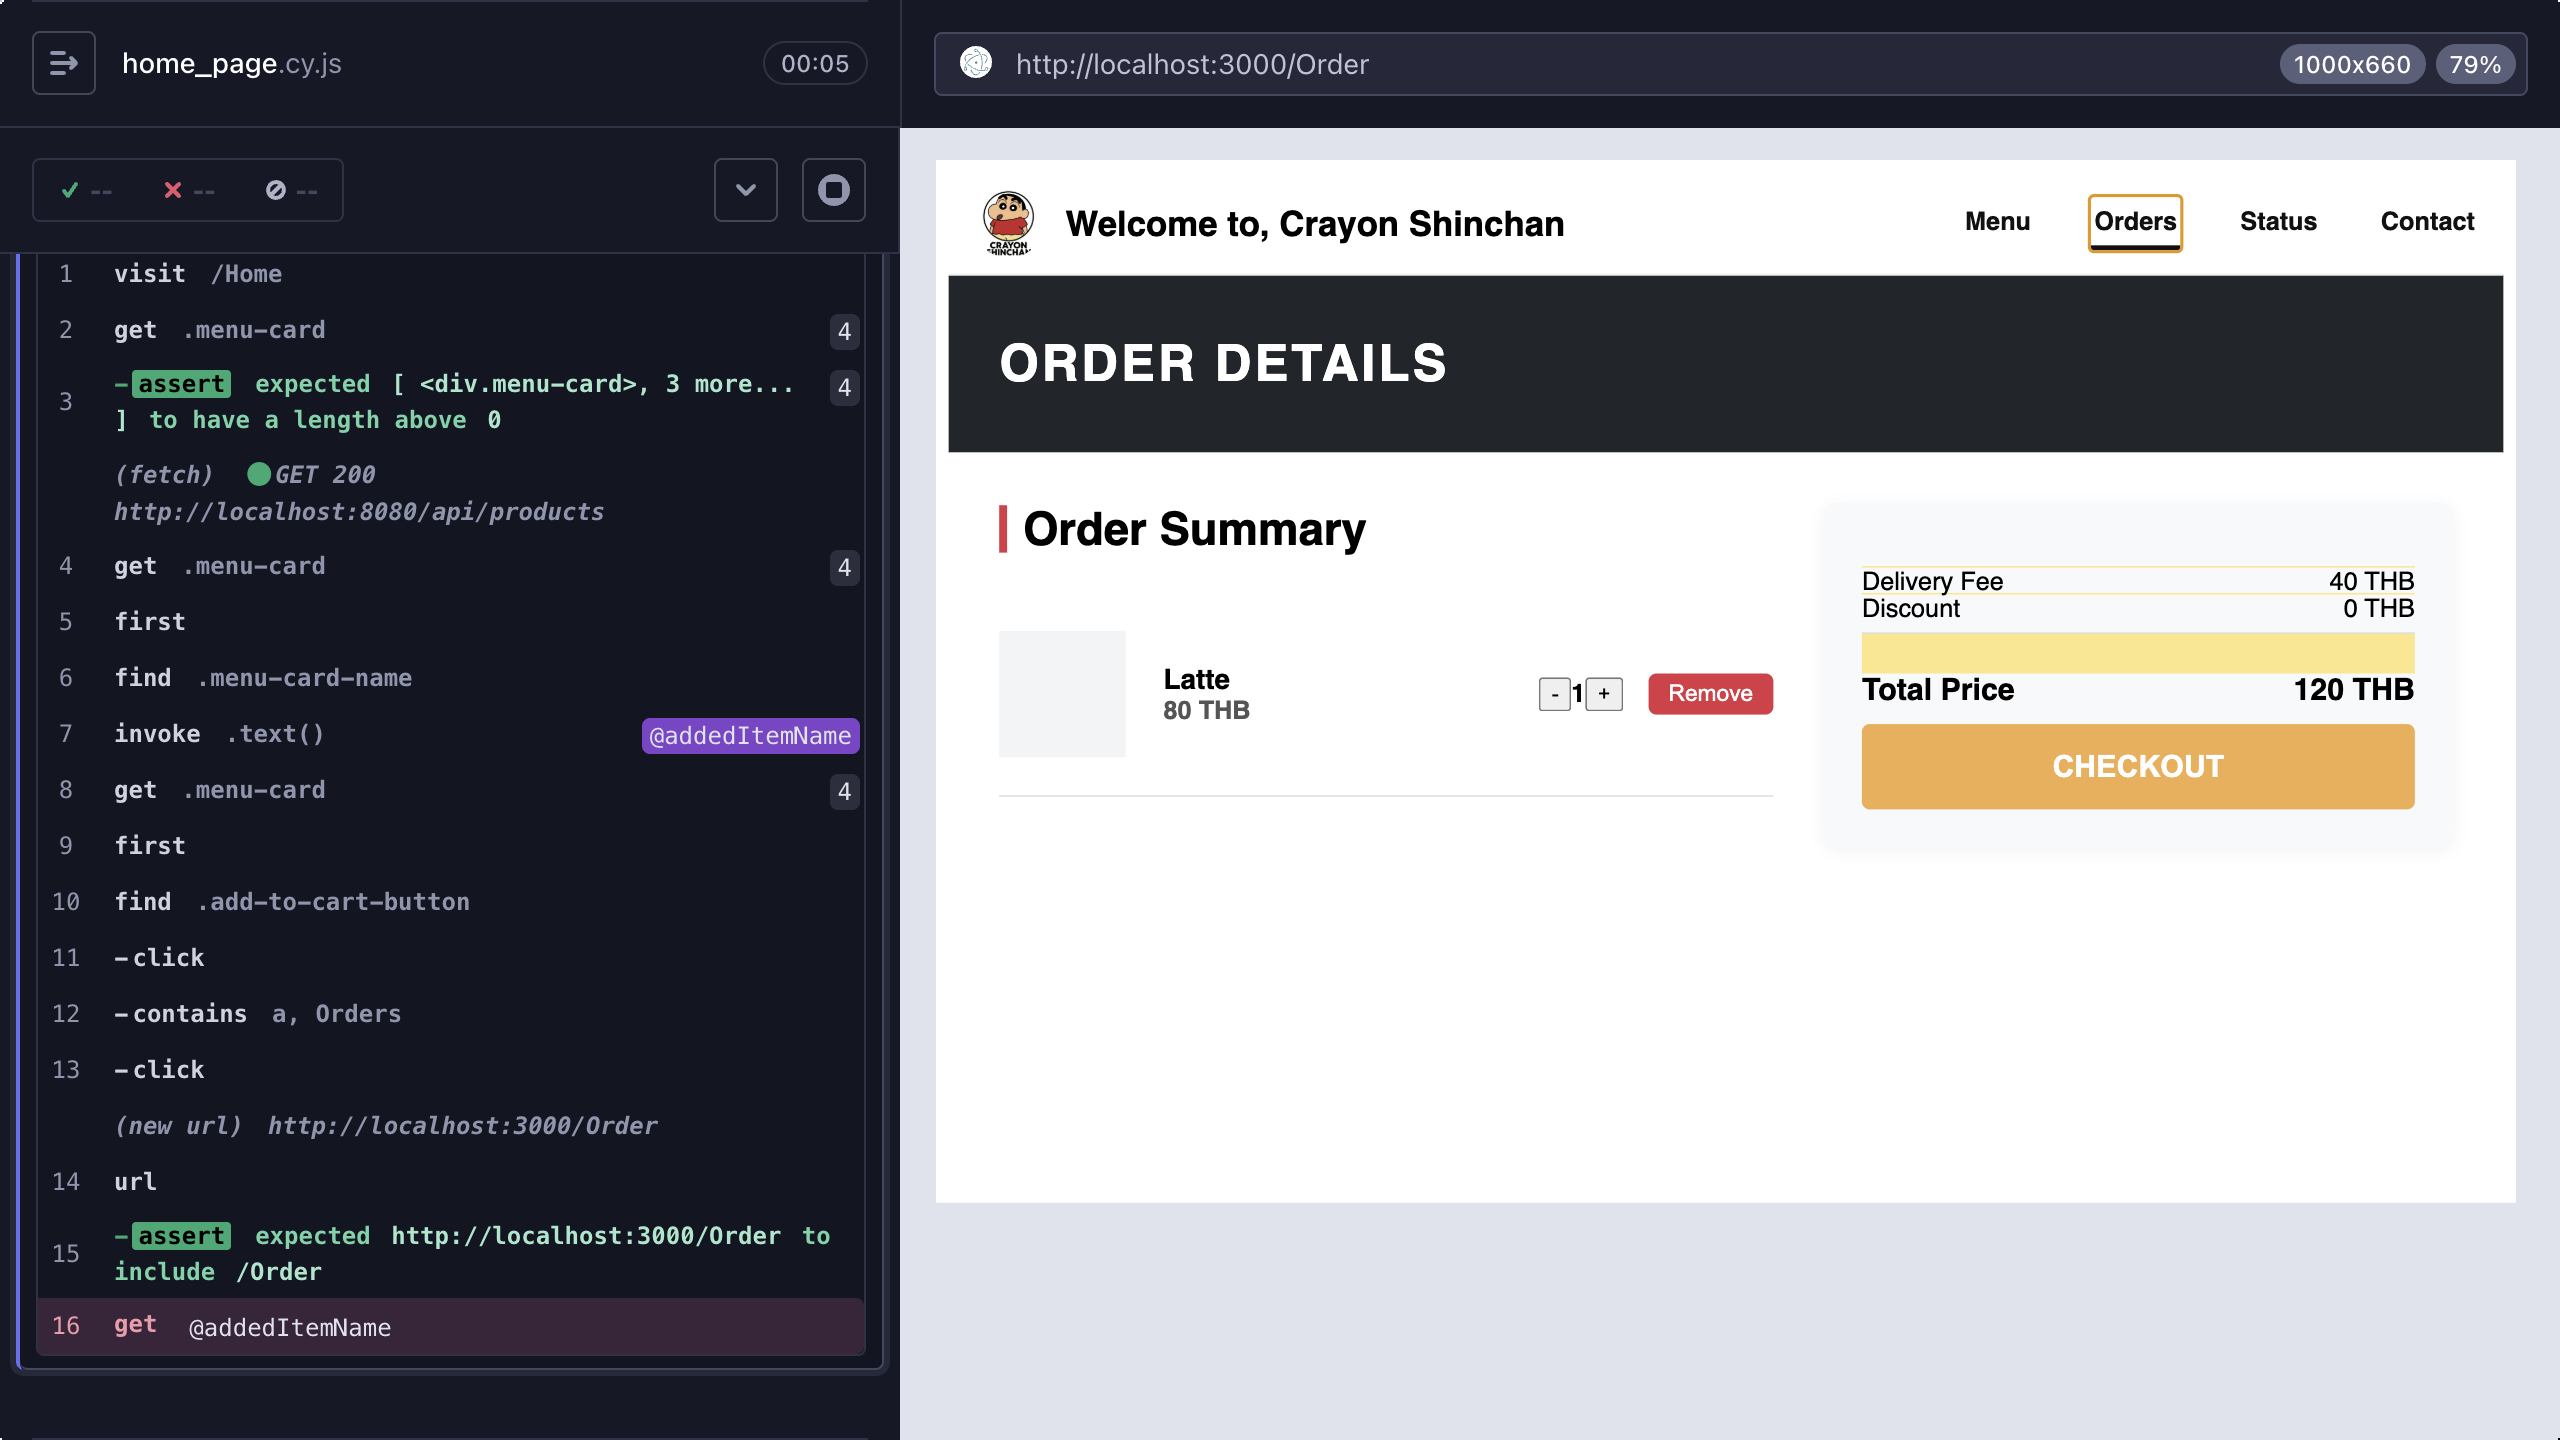 home_page.cy.js
00:05
--
--
--
1 visit /Home
2 get .menu-card 4
3 -assert expected [ <div.menu-card>, 3 more... 4
] to have a length above 0
(fetch) GET 200
http://localhost:8080/api/products
4 get .menu-card 4
5 first
6 find .menu-card-name
7 invoke .text() @addedItemName
8 get .menu-card 4
9 first
10 find .add-to-cart-button
11 -click
12 -contains a, Orders
13 -click
(new url) http://localhost:3000/Order
14 url
15 -assert expected http://localhost:3000/Order to
include /Order
16 get @addedItemName
http://localhost:3000/Order
1000x660
79%
CRAYON
SHINCHAN
Welcome to, Crayon Shinchan
Menu
Orders
Status
Contact
ORDER DETAILS
Order Summary
Latte
80 THB
- 1 +
Remove
Delivery Fee 40 THB
Discount 0 THB
Total Price 120 THB
CHECKOUT